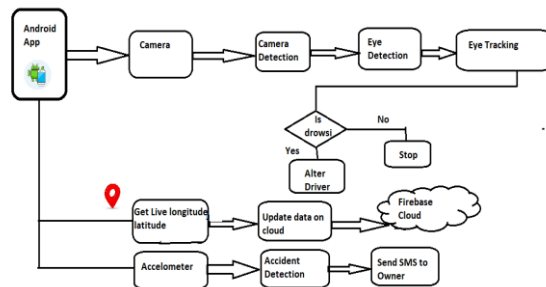 Android
App
Camera
Camera
Detection
Eye
Detection
Eye Tracking
Is
drowsi
No
Yes
Stop
Alter
Driver
Get Live longitude
latitude
Update data on
cloud
Firebase
Cloud
Accelometer
Accident
Detection
Send SMS to
Owner